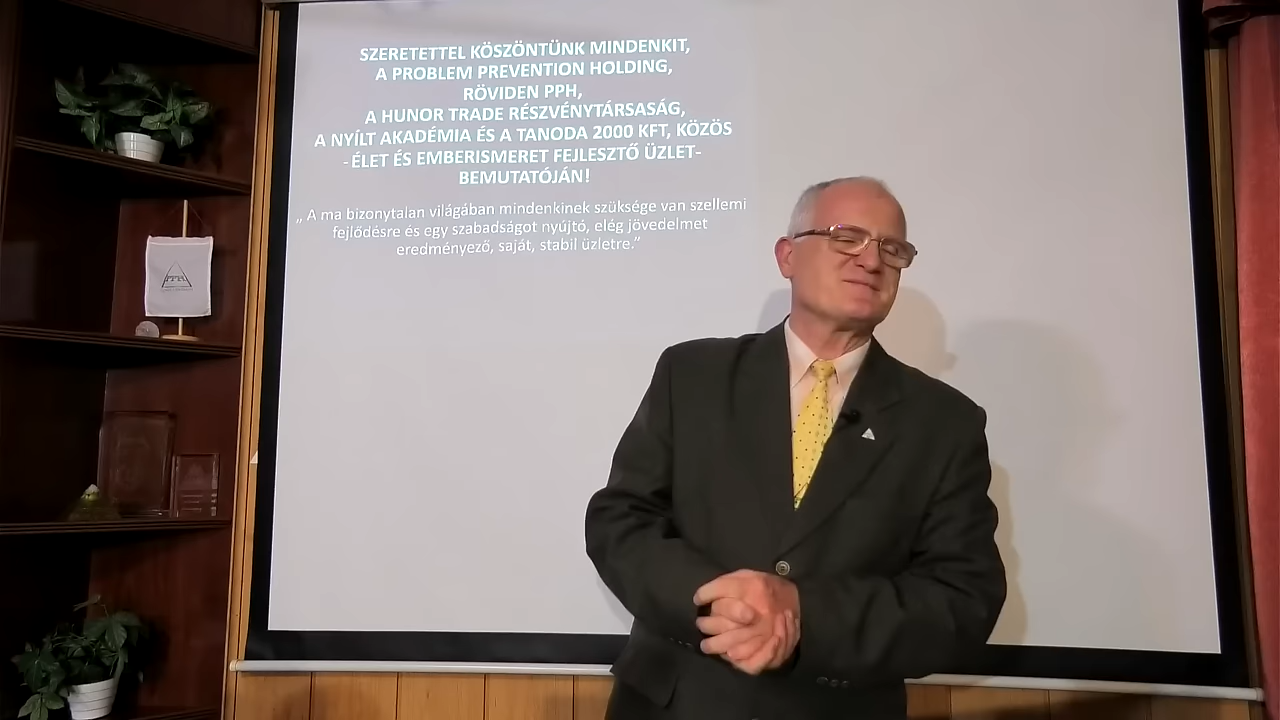 SZERETETTEL KÖSZÖNTÜNK MINDENKIT,
A PROBLEM PREVENTION HOLDING,
RÖVIDEN PPH,
A HUNOR TRADE RÉSZVÉNYTÁRSASÁG,
A NYÍLT AKADÉMIA ÉS A TANODA 2000 KFT, KÖZÖS
- ÉLET ÉS EMBERISMERET FEJLESZTŐ ÜZLET-
BEMUTATÓJÁN!
„ A ma bizonytalan világában mindenkinek szüksége van szellemi
fejlődésre és egy szabadságot nyújtó, elég jövedelmet
eredményező, saját, stabil üzletre.”